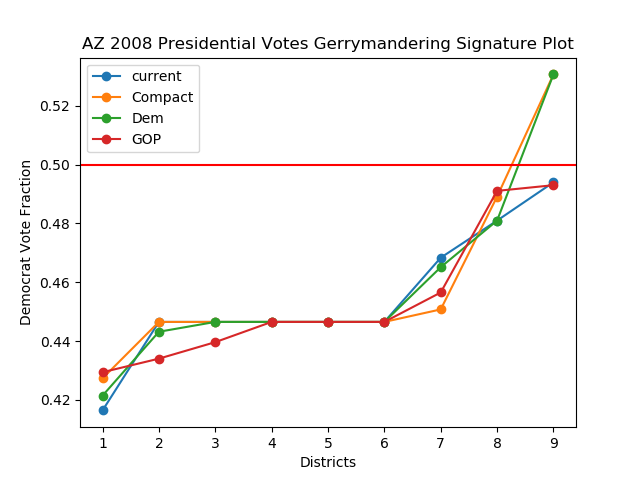 AZ 2008 Presidential Votes Gerrymandering Signature Plot
current
Compact
Dem
GOP
0.52
0.50
0.48
0.46
0.44
0.42
Democrat Vote Fraction
1 2 3 4 5 6 7 8 9
Districts